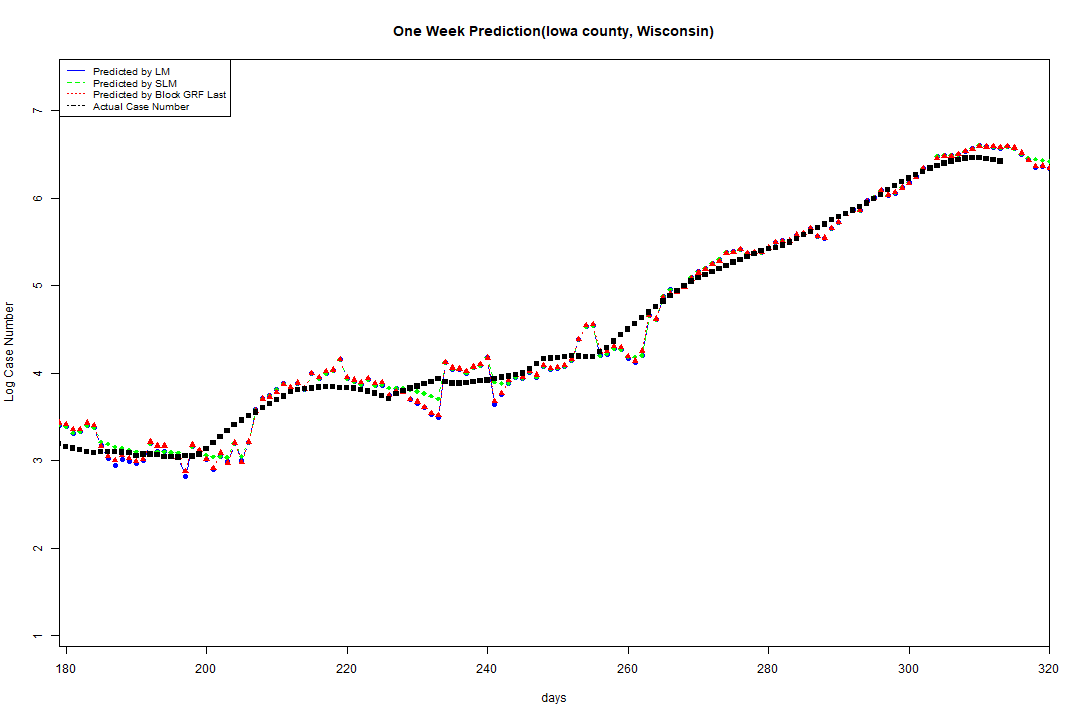 One Week Prediction(Iowa county, Wisconsin)
Predicted by LM
Predicted by SLM
Predicted by Block GRF Last
Actual Case Number
Log Case Number
7
6
5
4
3
2
1
180 200 220 240 260 280 300 320
days